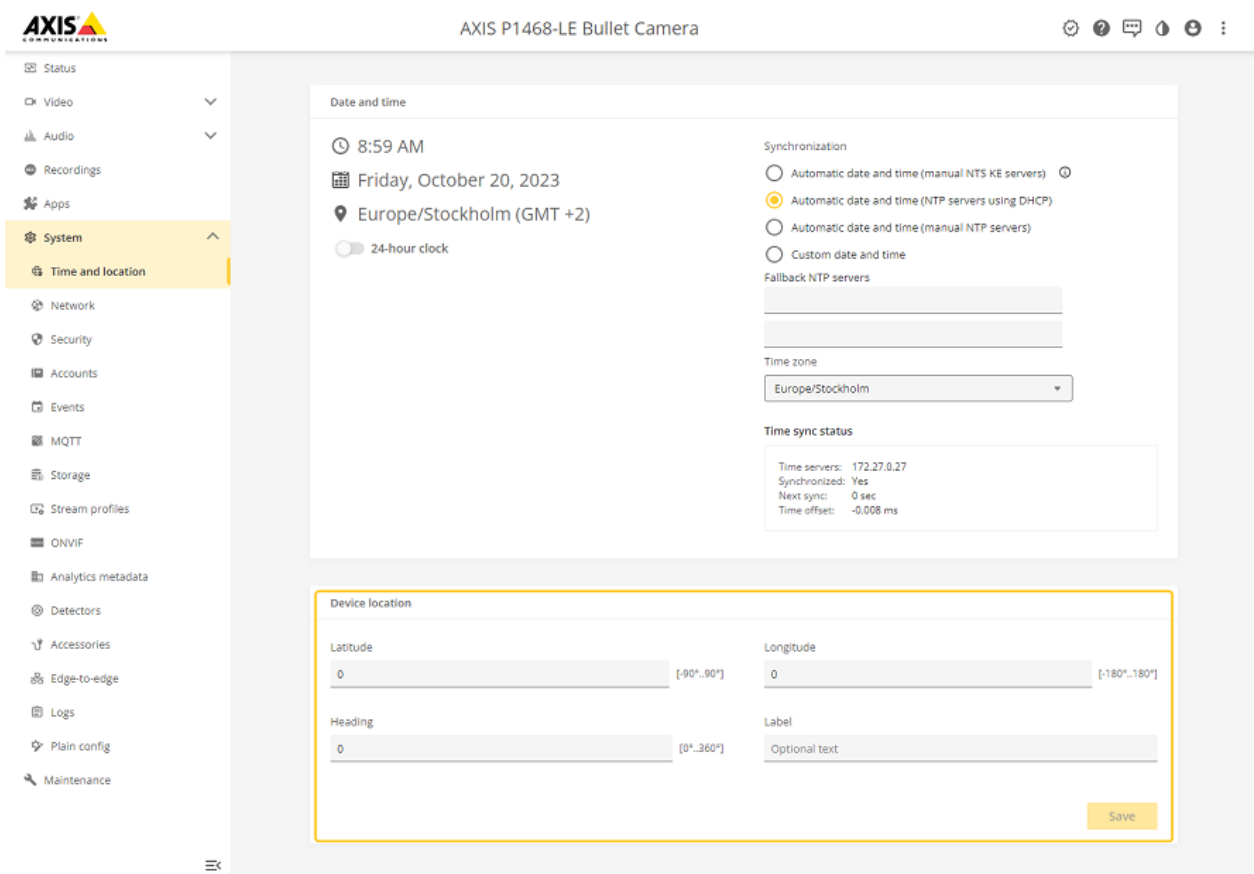 AXIS
COMMUNICATIONS
AXIS P1468-LE Bullet Camera
Status
Video
Audio
Recordings
Apps
System
Time and location
Network
Security
Accounts
Events
MQTT
Storage
Stream profiles
ONVIF
Analytics metadata
Detectors
Accessories
Edge-to-edge
Logs
Plain config
Maintenance
Date and time
8:59 AM
Friday, October 20, 2023
Europe/Stockholm (GMT +2)
24-hour clock
Synchronization
Automatic date and time (manual NTS KE servers)
Automatic date and time (NTP servers using DHCP)
Automatic date and time (manual NTP servers)
Custom date and time
Fallback NTP servers
Time zone
Europe/Stockholm
Time sync status
Time servers: 172.27.0.27
Synchronized: Yes
Next sync: 0 sec
Time offset: -0.008 ms
Device location
Latitude
0 [-90°..90°]
Longitude
0 [-180°..180°]
Heading
0 [0°..360°]
Label
Optional text
Save